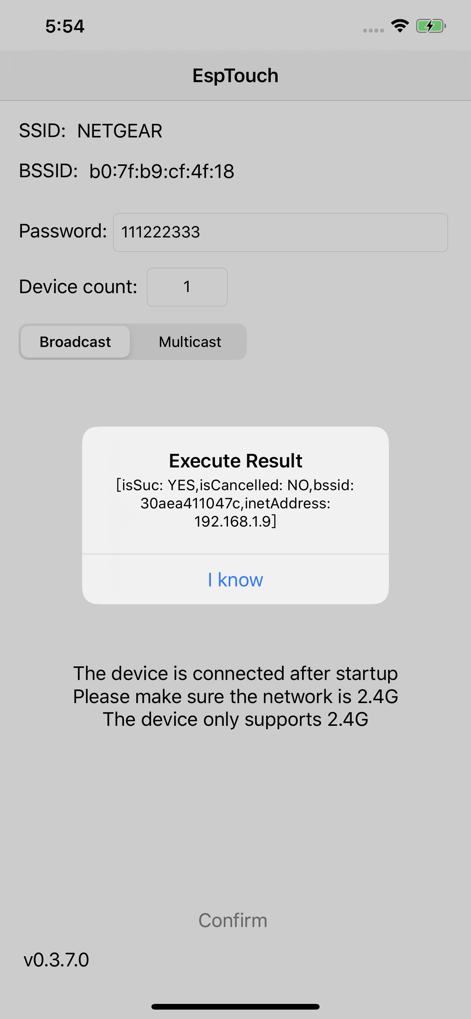 5:54
EspTouch
SSID: NETGEAR
BSSID: b0:7f:b9:cf:4f:18
Password: 111222333
Device count: 1
Broadcast Multicast
Execute Result
[isSuc: YES,isCancelled: NO,bssid:
30aea411047c,inetAddress:
192.168.1.9]
I know
The device is connected after startup
Please make sure the network is 2.4G
The device only supports 2.4G
Confirm
v0.3.7.0